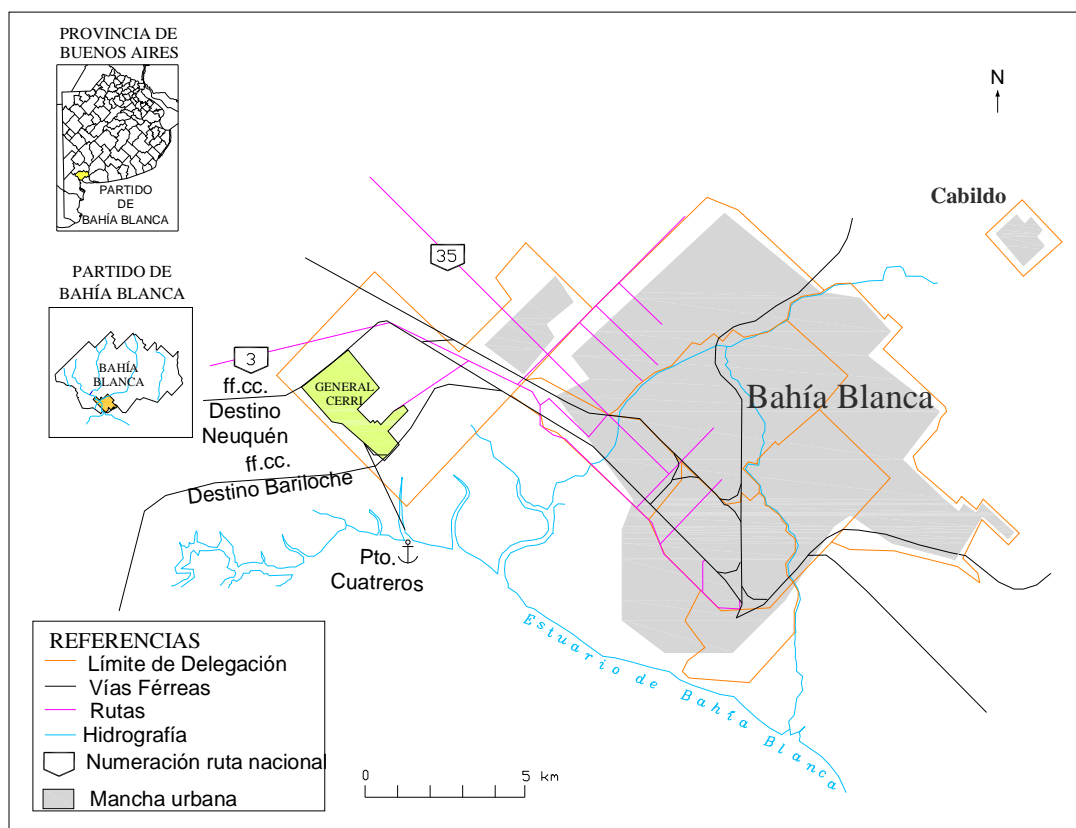 PROVINCIA DE
BUENOS AIRES
PARTIDO
DE
BAHÍA BLANCA
PARTIDO DE
BAHÍA BLANCA
BAHÍA
BLANCA
N
Cabildo
35
3
Bahía Blanca
GENERAL
CERRI
ff.cc.
Destino
Neuquén
ff.cc.
Destino Bariloche
Pto.
Cuatreros
Estuario de Bahía Blanca
REFERENCIAS
Límite de Delegación
Vías Férreas
Rutas
Hidrografía
Numeración ruta nacional
Mancha urbana
0 5 km